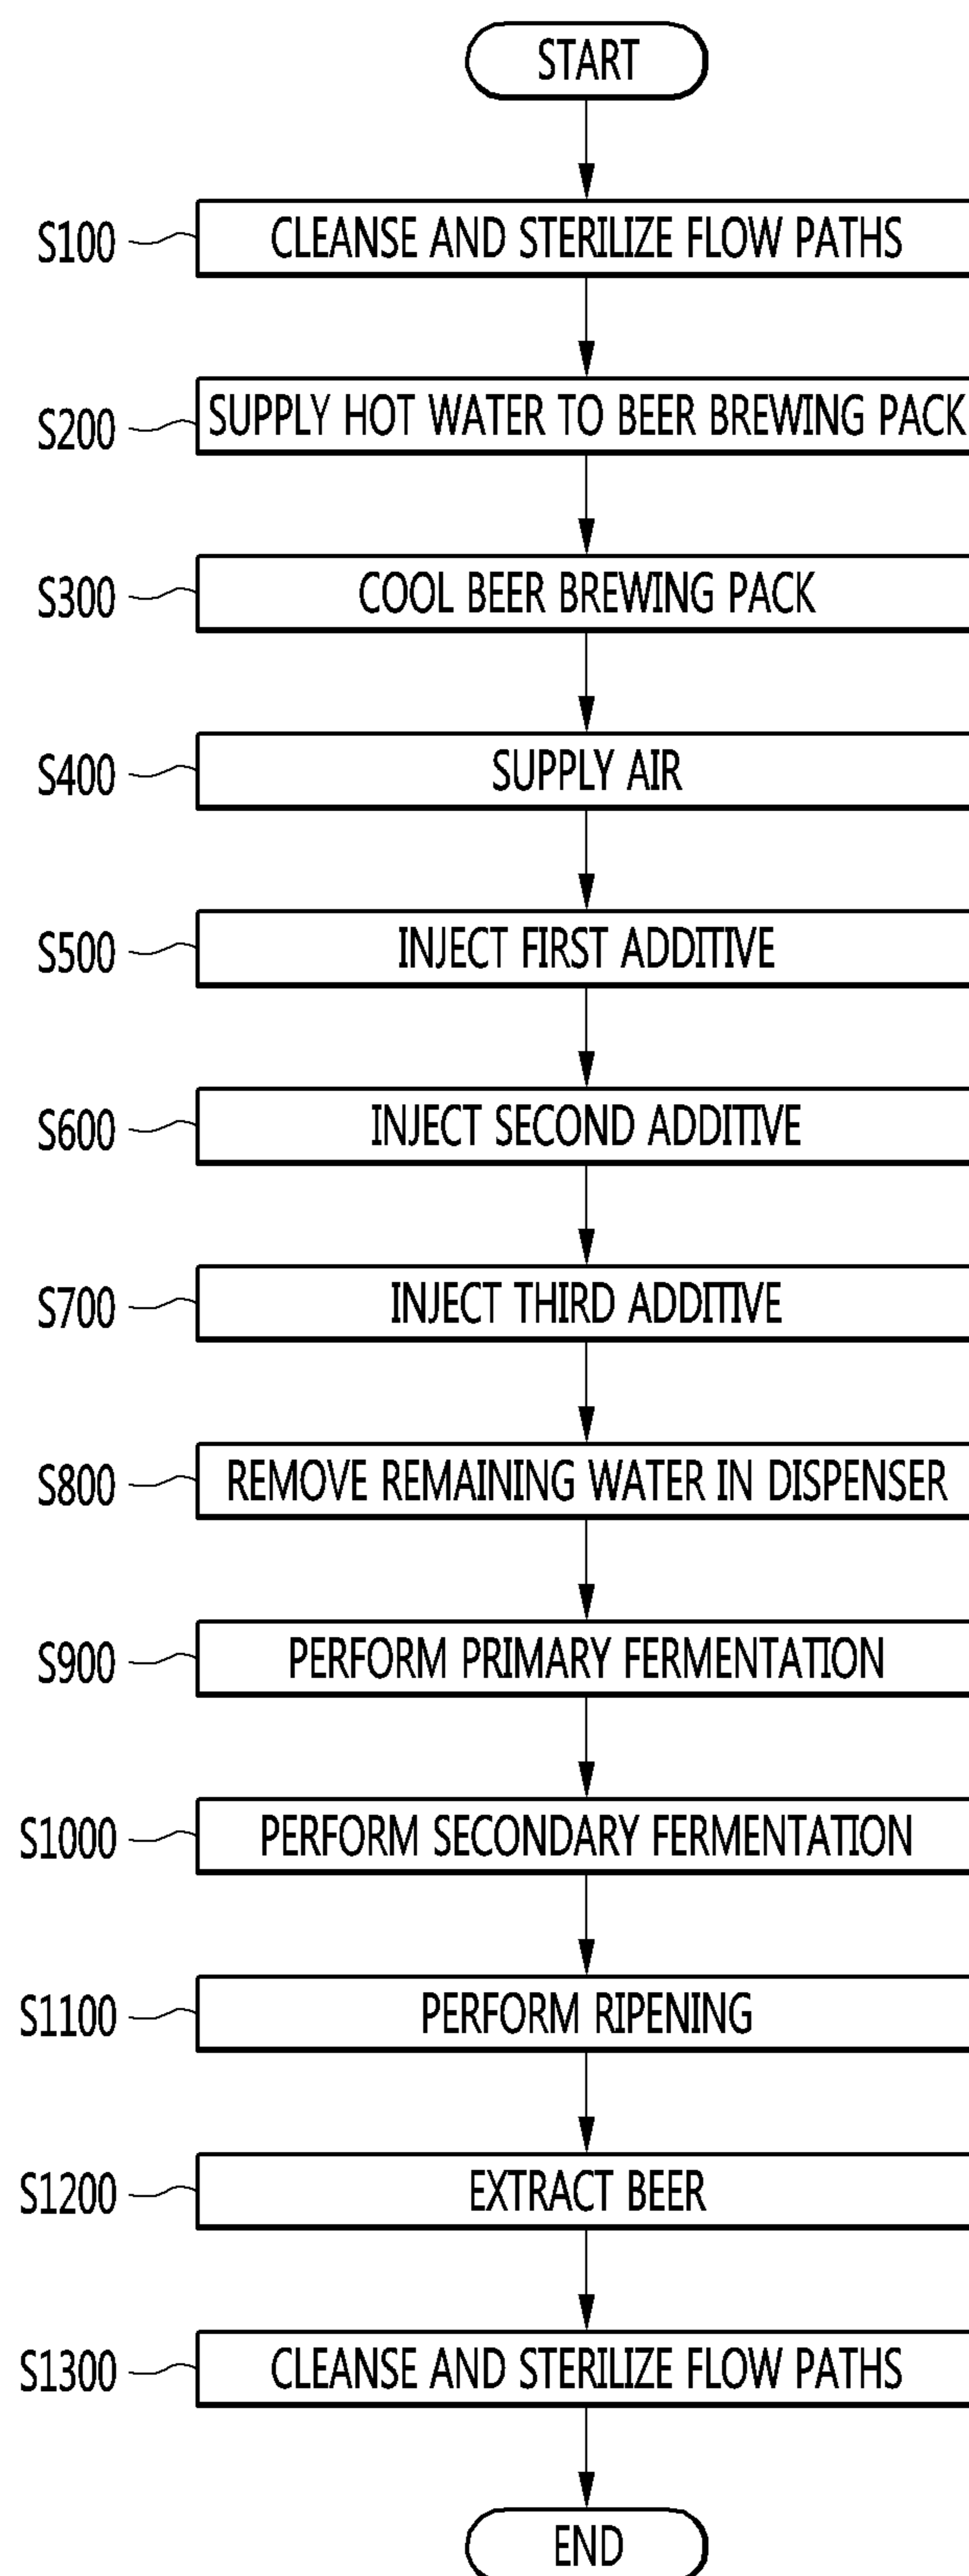 START
S100 CLEANSE AND STERILIZE FLOW PATHS
S200 SUPPLY HOT WATER TO BEER BREWING PACK
S300 COOL BEER BREWING PACK
S400 SUPPLY AIR
S500 INJECT FIRST ADDITIVE
S600 INJECT SECOND ADDITIVE
S700 INJECT THIRD ADDITIVE
S800 REMOVE REMAINING WATER IN DISPENSER
S900 PERFORM PRIMARY FERMENTATION
S1000 PERFORM SECONDARY FERMENTATION
S1100 PERFORM RIPENING
S1200 EXTRACT BEER
S1300 CLEANSE AND STERILIZE FLOW PATHS
END